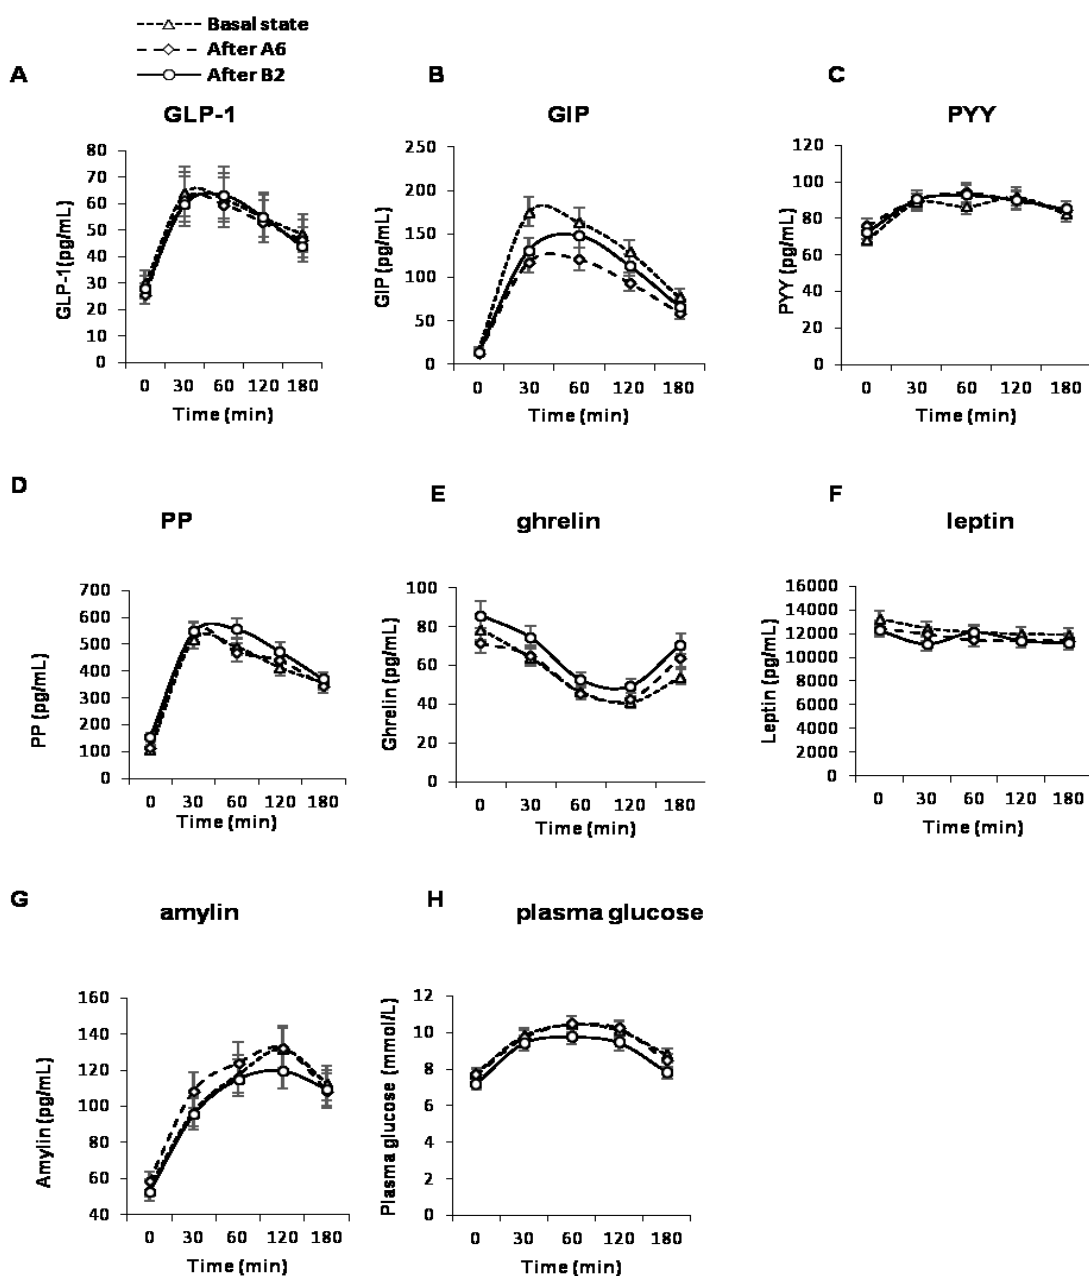 Basal state
After A6
After B2
A
B
C
GLP-1
GIP
PYY
GLP-1(pg/mL)
80
70
60
50
40
30
20
10
0
0 30 60 120 180
Time (min)
GIP (pg/mL)
250
200
150
100
50
0
0 30 60 120 180
Time (min)
PYY (pg/mL)
120
100
80
60
40
20
0
0 30 60 120 180
Time (min)
D
E
F
PP
ghrelin
leptin
PP (pg/mL)
700
600
500
400
300
200
100
0
0 30 60 120 180
Time (min)
Ghrelin (pg/mL)
100
80
60
40
20
0
0 30 60 120 180
Time (min)
Leptin (pg/mL)
16000
14000
12000
10000
8000
6000
4000
2000
0
0 30 60 120 180
Time (min)
G
H
amylin
plasma glucose
Amylin (pg/mL)
160
140
120
100
80
60
40
0 30 60 120 180
Time (min)
Plasma glucose (mmol/L)
12
10
8
6
4
2
0
0 30 60 120 180
Time (min)